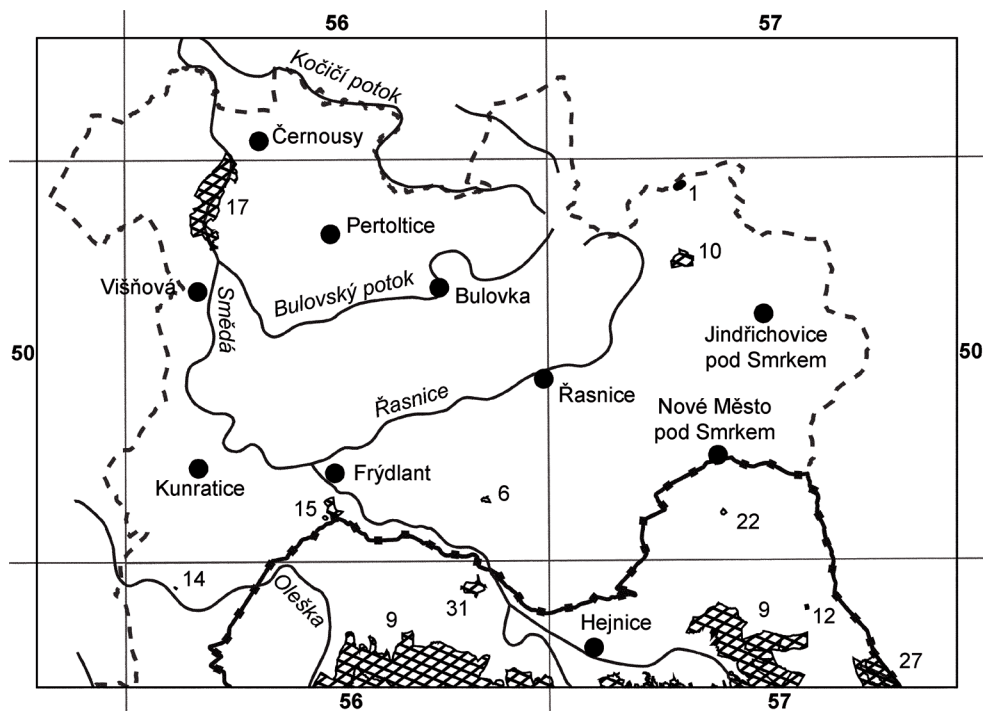 56
57
Kočičí potok
Černousy
1
17
Pertoltice
10
Višňová
Bulovský potok
Bulovka
Smědá
Jindřichovice
pod Smrkem
50
50
Řasnice
Řasnice
Nové Město
pod Smrkem
Kunratice
Frýdlant
6
15
22
14
Oleška
31
9
Hejnice
9
12
27
56
57